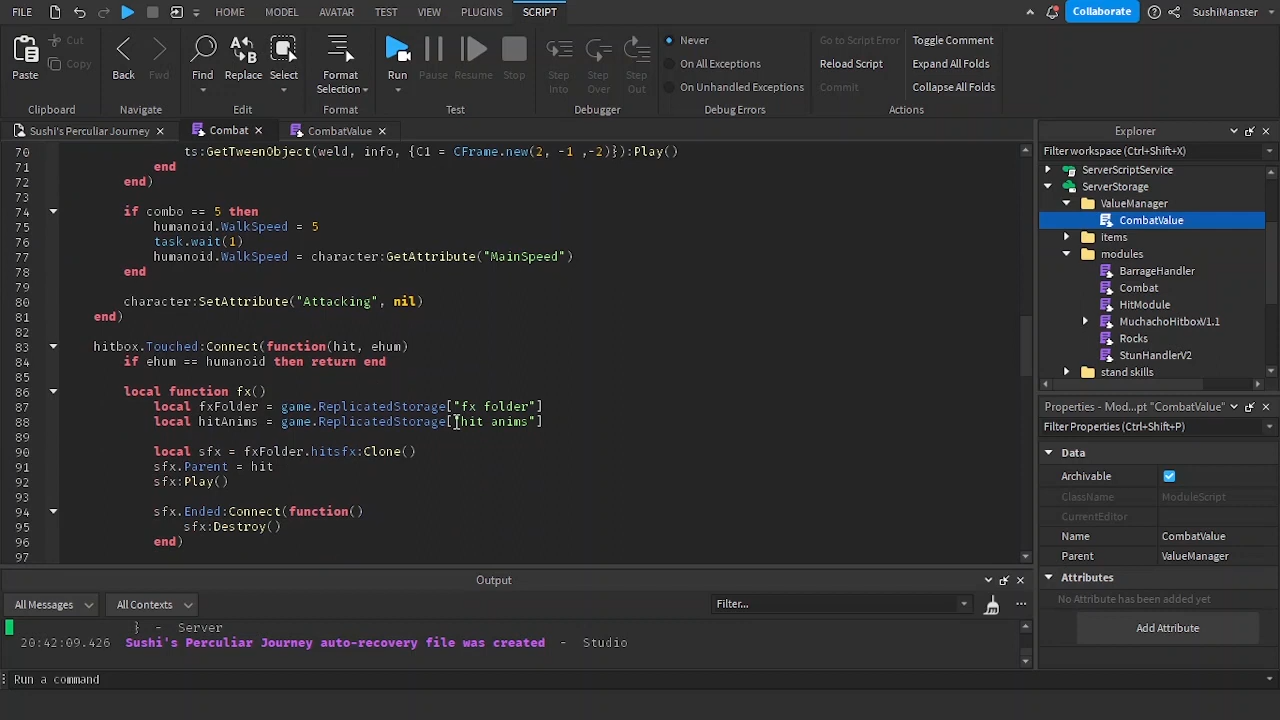 FILE HOME MODEL AVATAR TEST VIEW PLUGINS SCRIPT Collaborate SushiManster
Paste Cut Copy Back Fwd Find Replace Select Format Selection Run Pause Resume Stop Step Into Step Over Step Out
Never
On All Exceptions
On Unhandled Exceptions
Go to Script Error
Reload Script
Commit
Toggle Comment
Expand All Folds
Collapse All Folds
Clipboard Navigate Edit Format Test Debugger Debug Errors Actions
Sushi's Perculiar Journey Combat CombatValue
70 ts:GetTweenObject(weld, info, {C1 = CFrame.new(2, -1 ,-2)}):Play()
71 end
72 end)
73
74 if combo == 5 then
75 humanoid.WalkSpeed = 5
76 task.wait(1)
77 humanoid.WalkSpeed = character:GetAttribute("MainSpeed")
78 end
79
80 character:SetAttribute("Attacking", nil)
81 end)
82
83 hitbox.Touched:Connect(function(hit, ehum)
84 if ehum == humanoid then return end
85
86 local function fx()
87 local fxFolder = game.ReplicatedStorage["fx folder"]
88 local hitAnims = game.ReplicatedStorage["hit anims"]
89
90 local sfx = fxFolder.hitsfx:Clone()
91 sfx.Parent = hit
92 sfx:Play()
93
94 sfx.Ended:Connect(function()
95 sfx:Destroy()
96 end)
97
Explorer
Filter workspace (Ctrl+Shift+X)
ServerScriptService
ServerStorage
ValueManager
CombatValue
items
modules
BarrageHandler
Combat
HitModule
MuchachoHitboxV1.1
Rocks
StunHandlerV2
stand skills
Properties - Mod...pt "CombatValue"
Filter Properties (Ctrl+Shift+P)
Data
Archivable
ClassName ModuleScript
CurrentEditor
Name CombatValue
Parent ValueManager
Attributes
No Attribute has been added yet
Add Attribute
Output
All Messages All Contexts Filter...
} - Server
20:42:09.426 Sushi's Perculiar Journey auto-recovery file was created - Studio
Run a command